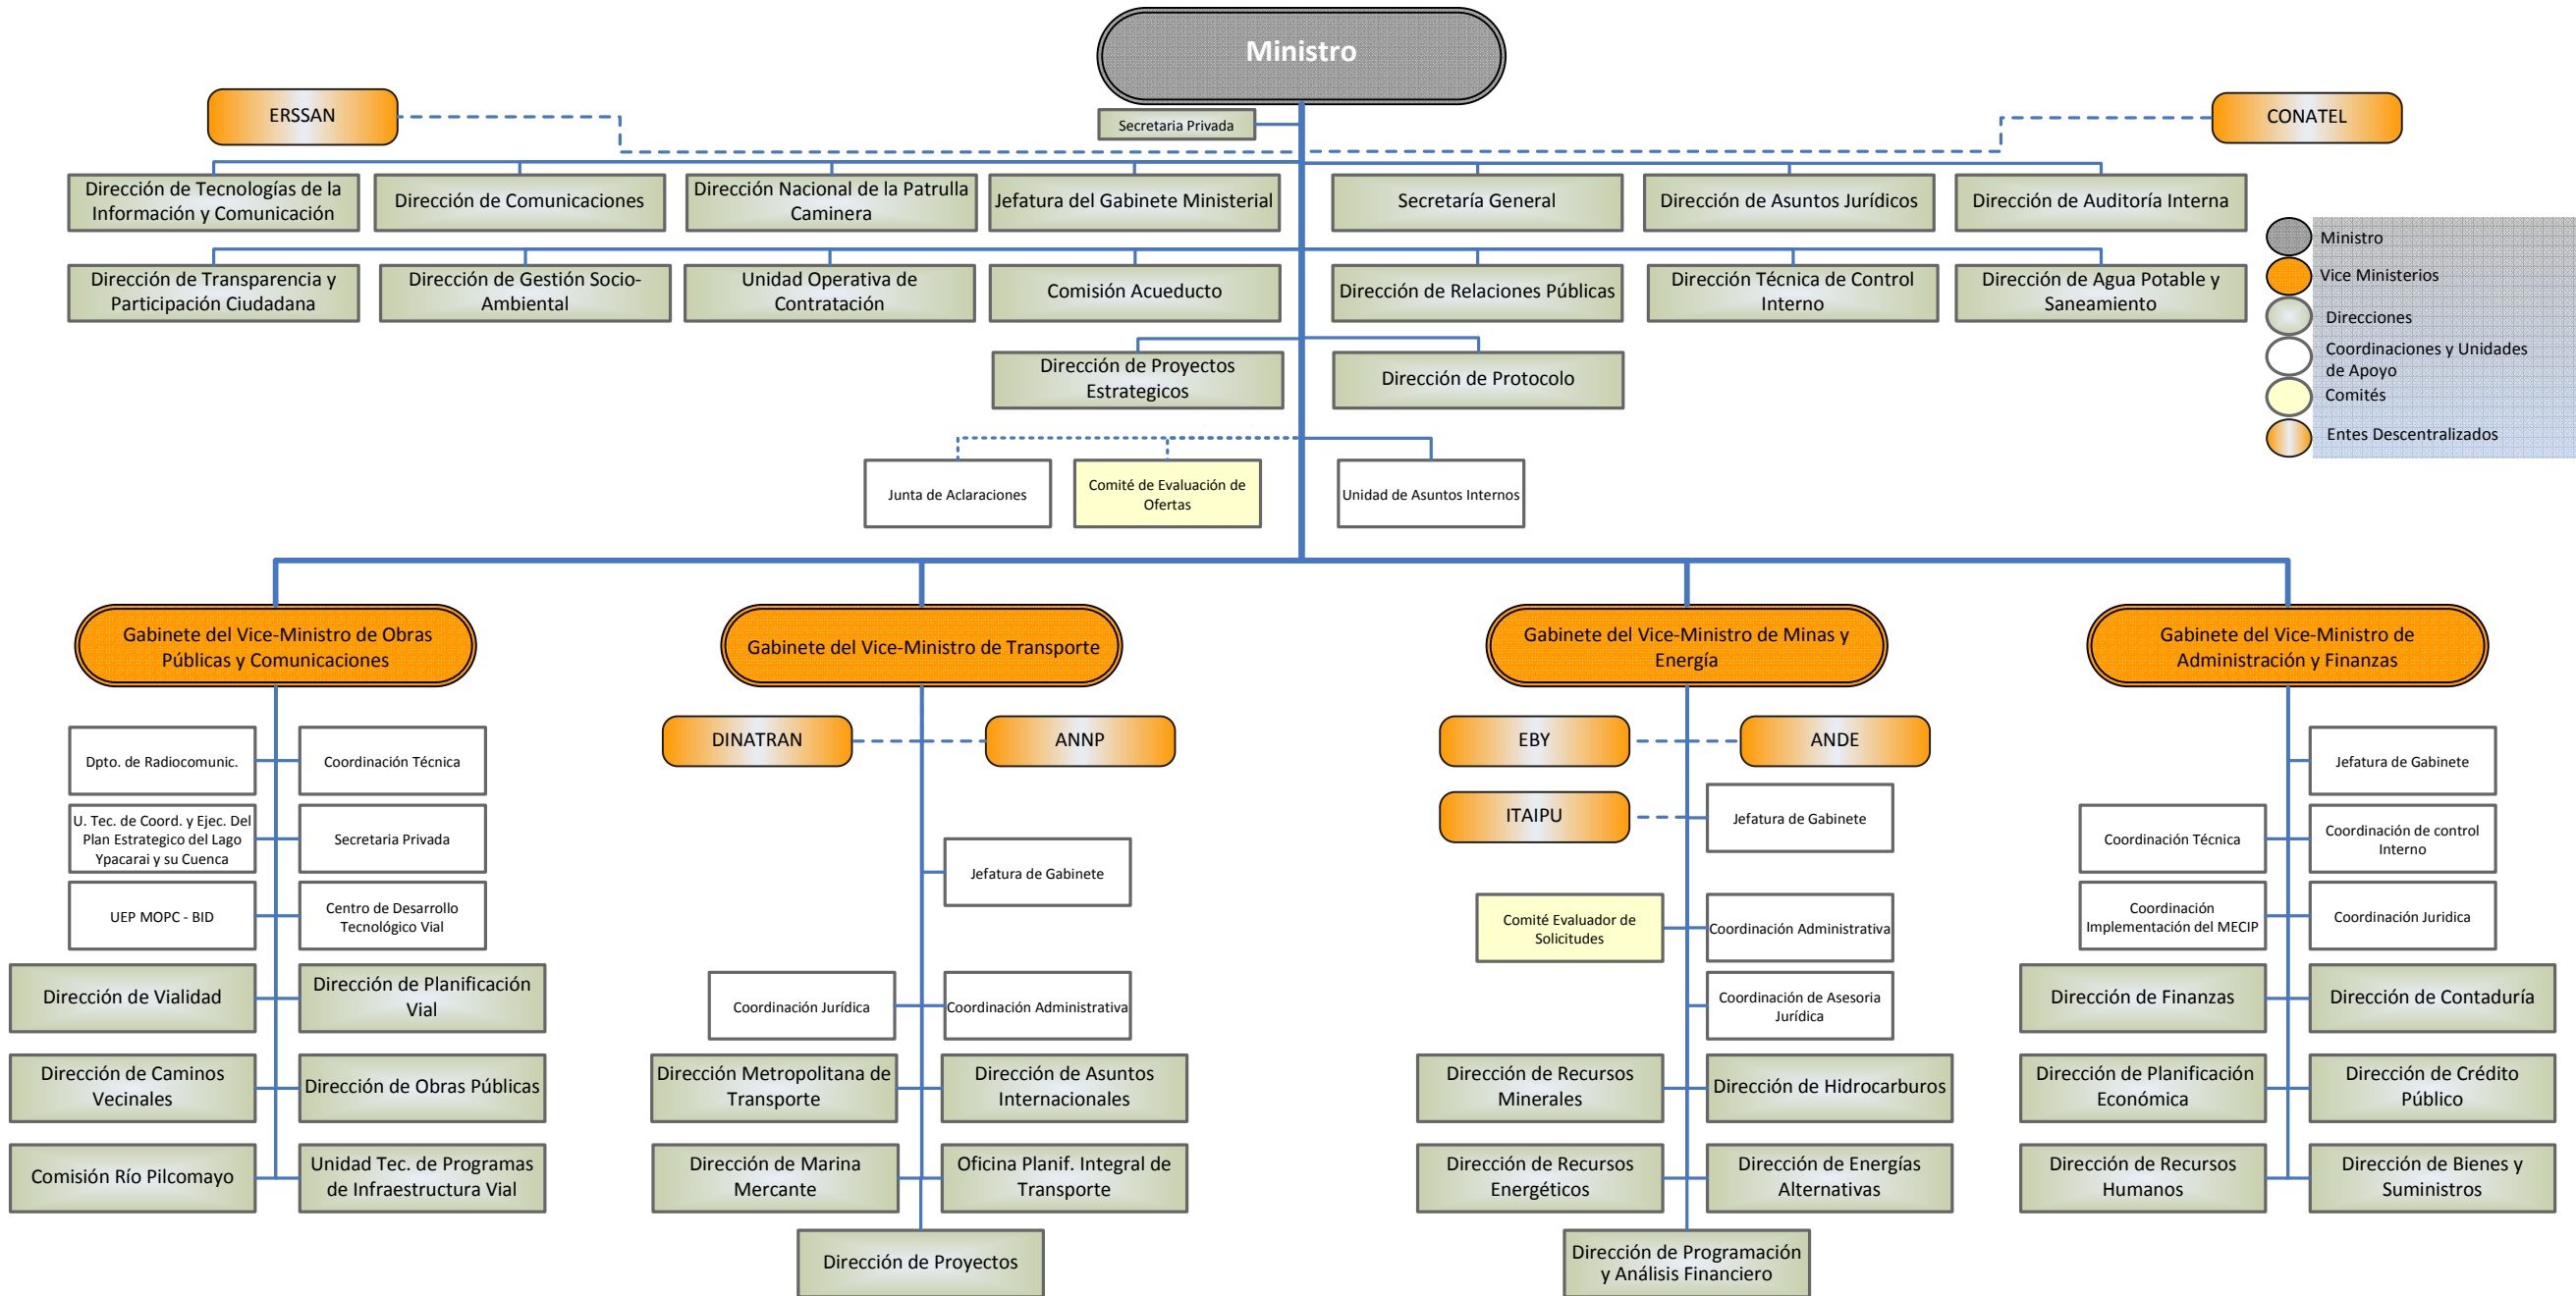 Ministro
ERSSAN
CONATEL
Secretaria Privada
Dirección de Tecnologías de la
Información y Comunicación
Dirección de Comunicaciones
Dirección Nacional de la Patrulla
Caminera
Jefatura del Gabinete Ministerial
Secretaría General
Dirección de Asuntos Jurídicos
Dirección de Auditoría Interna
Dirección de Transparencia y
Participación Ciudadana
Dirección de Gestión Socio-
Ambiental
Unidad Operativa de
Contratación
Comisión Acueducto
Dirección de Relaciones Públicas
Dirección Técnica de Control
Interno
Dirección de Agua Potable y
Saneamiento
Ministro
Vice Ministerios
Direcciones
Coordinaciones y Unidades
de Apoyo
Comités
Entes Descentralizados
Dirección de Proyectos
Estrategicos
Dirección de Protocolo
Junta de Aclaraciones
Comité de Evaluación de
Ofertas
Unidad de Asuntos Internos
Gabinete del Vice-Ministro de Obras
Públicas y Comunicaciones
Gabinete del Vice-Ministro de Transporte
Gabinete del Vice-Ministro de Minas y
Energía
Gabinete del Vice-Ministro de
Administración y Finanzas
Dpto. de Radiocomunic.
Coordinación Técnica
U. Tec. de Coord. y Ejec. Del
Plan Estrategico del Lago
Ypacarai y su Cuenca
Secretaria Privada
UEP MOPC - BID
Centro de Desarrollo
Tecnológico Vial
Dirección de Vialidad
Dirección de Planificación
Vial
Dirección de Caminos
Vecinales
Dirección de Obras Públicas
Comisión Río Pilcomayo
Unidad Tec. de Programas
de Infraestructura Vial
DINATRAN
ANNP
Jefatura de Gabinete
Coordinación Jurídica
Coordinación Administrativa
Dirección Metropolitana de
Transporte
Dirección de Asuntos
Internacionales
Dirección de Marina
Mercante
Oficina Planif. Integral de
Transporte
Dirección de Proyectos
EBY
ANDE
ITAIPU
Jefatura de Gabinete
Comité Evaluador de
Solicitudes
Coordinación Administrativa
Coordinación de Asesoria
Jurídica
Dirección de Recursos
Minerales
Dirección de Hidrocarburos
Dirección de Recursos
Energéticos
Dirección de Energías
Alternativas
Dirección de Programación
y Análisis Financiero
Jefatura de Gabinete
Coordinación Técnica
Coordinación de control
Interno
Coordinación
Implementación del MECIP
Coordinación Juridica
Dirección de Finanzas
Dirección de Contaduría
Dirección de Planificación
Económica
Dirección de Crédito
Público
Dirección de Recursos
Humanos
Dirección de Bienes y
Suministros